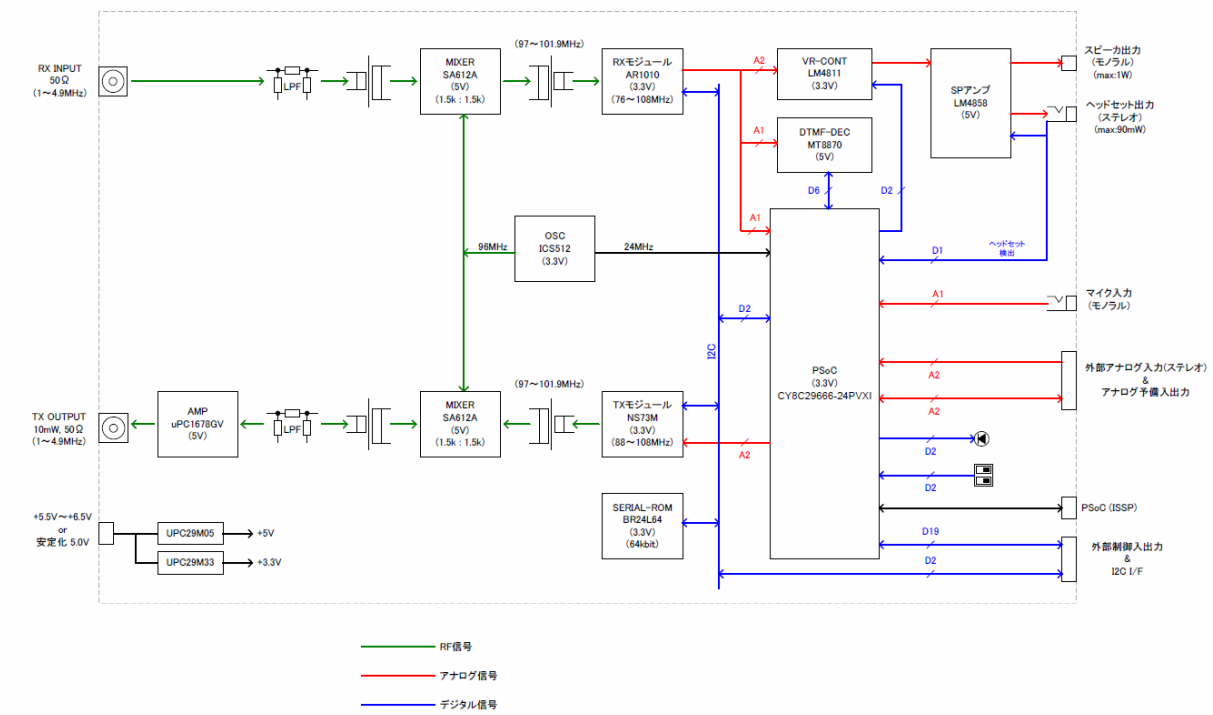 RX INPUT
50Ω
(1～4.9MHz)
LPF
MIXER
SA612A
(5V)
(1.5k : 1.5k)
(97～101.9MHz)
RXモジュール
AR1010
(3.3V)
(76～108MHz)
A2
VR-CONT
LM4811
(3.3V)
SPアンプ
LM4858
(5V)
スピーカ出力
(モノラル)
(max:1W)
ヘッドセット出力
(ステレオ)
(max:90mW)
A1
DTMF-DEC
MT8870
(5V)
D6
D2
A1
OSC
ICS512
(3.3V)
96MHz
24MHz
D1
ヘッドセット
検出
A1
マイク入力
(モノラル)
D2
I2C
PSoC
(3.3V)
CY8C29666-24PVXI
A2
A2
外部アナログ入力(ステレオ)
&
アナログ予備入出力
TX OUTPUT
10mW, 50Ω
(1～4.9MHz)
AMP
uPC1678GV
(5V)
LPF
MIXER
SA612A
(5V)
(1.5k : 1.5k)
(97～101.9MHz)
TXモジュール
NS73M
(3.3V)
(88～108MHz)
A2
D2
D2
SERIAL-ROM
BR24L64
(3.3V)
(64kbit)
PSoC (ISSP)
D19
D2
外部制御入出力
&
I2C I/F
+5.5V～+6.5V
or
安定化 5.0V
UPC29M05
+5V
UPC29M33
+3.3V
RF信号
アナログ信号
デジタル信号